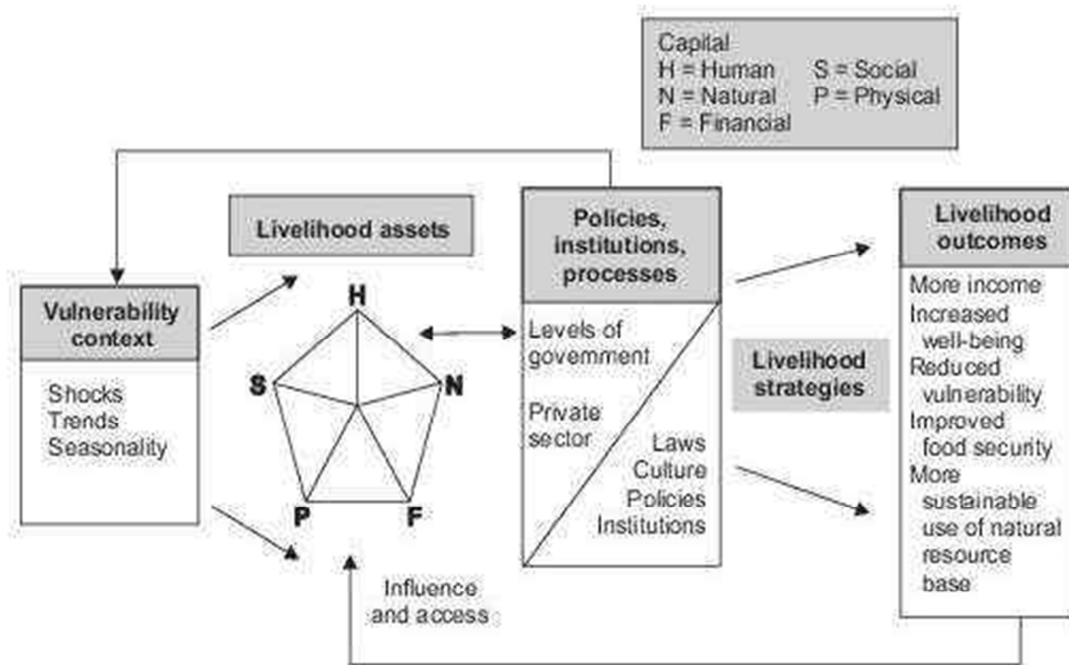 Capital
H = Human S = Social
N = Natural P = Physical
F = Financial
Livelihood assets
Policies,
institutions,
processes
Livelihood
outcomes
Vulnerability
context
Shocks
Trends
Seasonality
H
S
N
P
F
Levels of
government
Private
sector
Laws
Culture
Policies
Institutions
Livelihood
strategies
More income
Increased
well-being
Reduced
vulnerability
Improved
food security
More
sustainable
use of natural
resource
base
Influence
and access